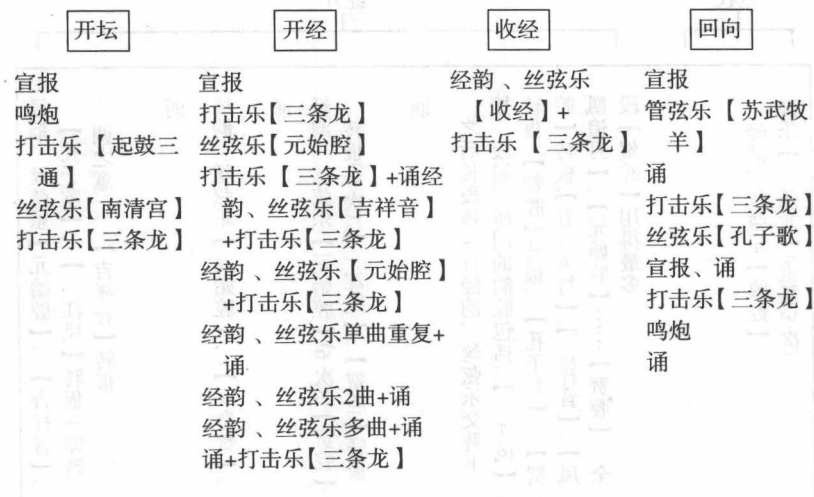 开坛
宣报
鸣炮
打击乐【起鼓三
通】
丝弦乐【南清宫】
打击乐【三条龙】
开经
宣报
打击乐【三条龙】
丝弦乐【元始腔】
打击乐【三条龙】+诵经
韵、丝弦乐【吉祥音】
+打击乐【三条龙】
经韵、丝弦乐【元始腔】
+打击乐【三条龙】
经韵、丝弦乐单曲重复+
诵
经韵、丝弦乐2曲+诵
经韵、丝弦乐多曲+诵
诵+打击乐【三条龙】
收经
经韵、丝弦乐
【收经】+
打击乐【三条龙】
回向
宣报
管弦乐【苏武牧
羊】
诵
打击乐【三条龙】
丝弦乐【孔子歌】
宣报、诵
打击乐【三条龙】
鸣炮
诵